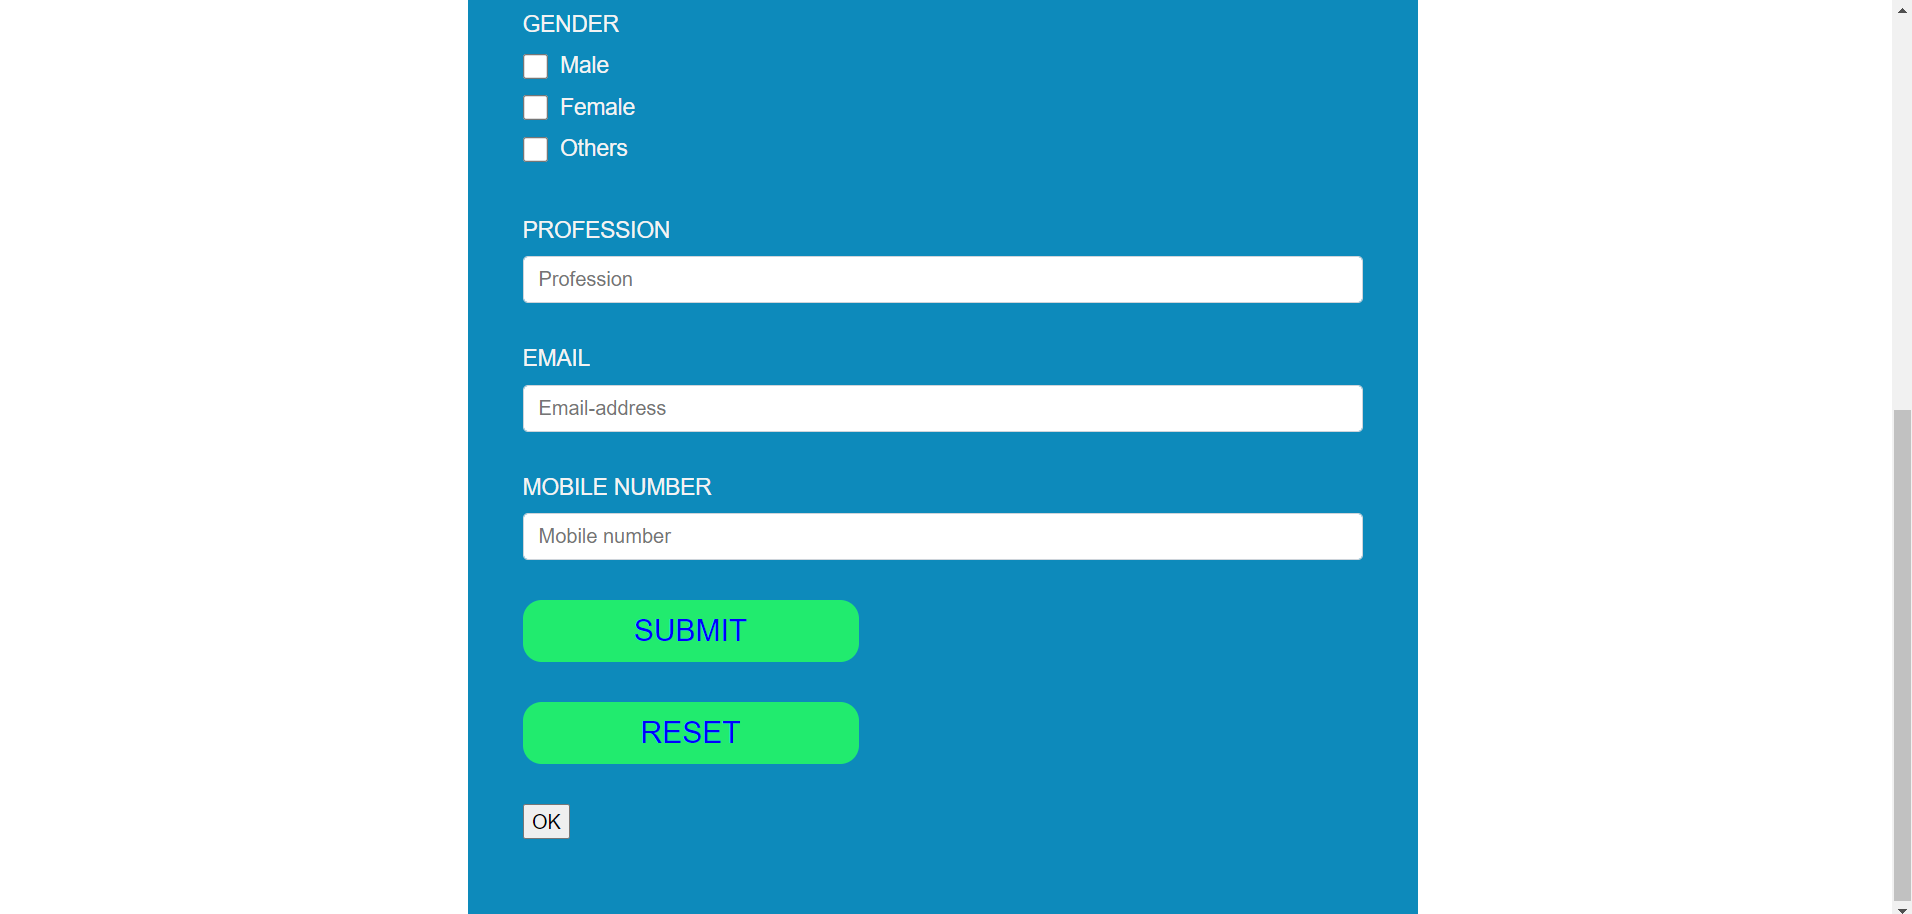 GENDER
Male
Female
Others
PROFESSION
Profession
EMAIL
Email-address
MOBILE NUMBER
Mobile number
SUBMIT
RESET
OK